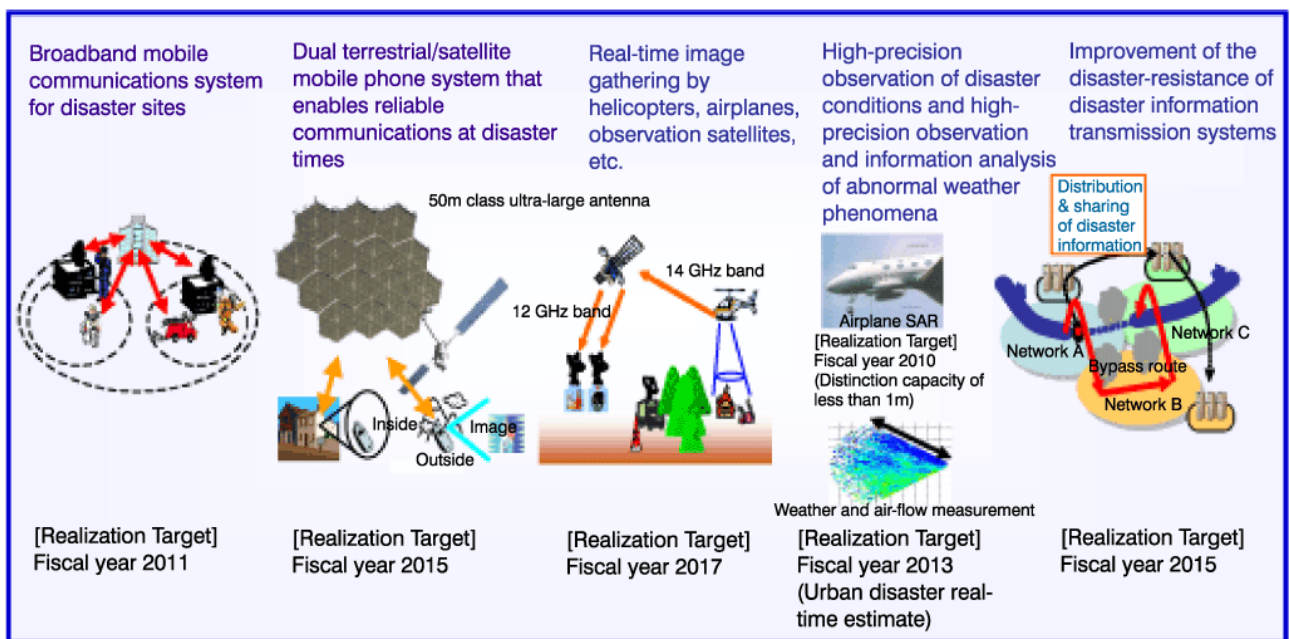 Broadband mobile
communications system
for disaster sites
[Realization Target]
Fiscal year 2011
Dual terrestrial/satellite
mobile phone system that
enables reliable
communications at disaster
times
50m class ultra-large antenna
Inside
Image
Outside
[Realization Target]
Fiscal year 2015
Real-time image
gathering by
helicopters, airplanes,
observation satellites,
etc.
14 GHz band
12 GHz band
[Realization Target]
Fiscal year 2017
High-precision
observation of disaster
conditions and high-
precision observation
and information analysis
of abnormal weather
phenomena
Airplane SAR
[Realization Target]
Fiscal year 2010
(Distinction capacity of
less than 1m)
Weather and air-flow measurement
[Realization Target]
Fiscal year 2013
(Urban disaster real-
time estimate)
Improvement of the
disaster-resistance of
disaster information
transmission systems
Distribution
& sharing
of disaster
information
Network C
Network A
Bypass route
Network B
[Realization Target]
Fiscal year 2015